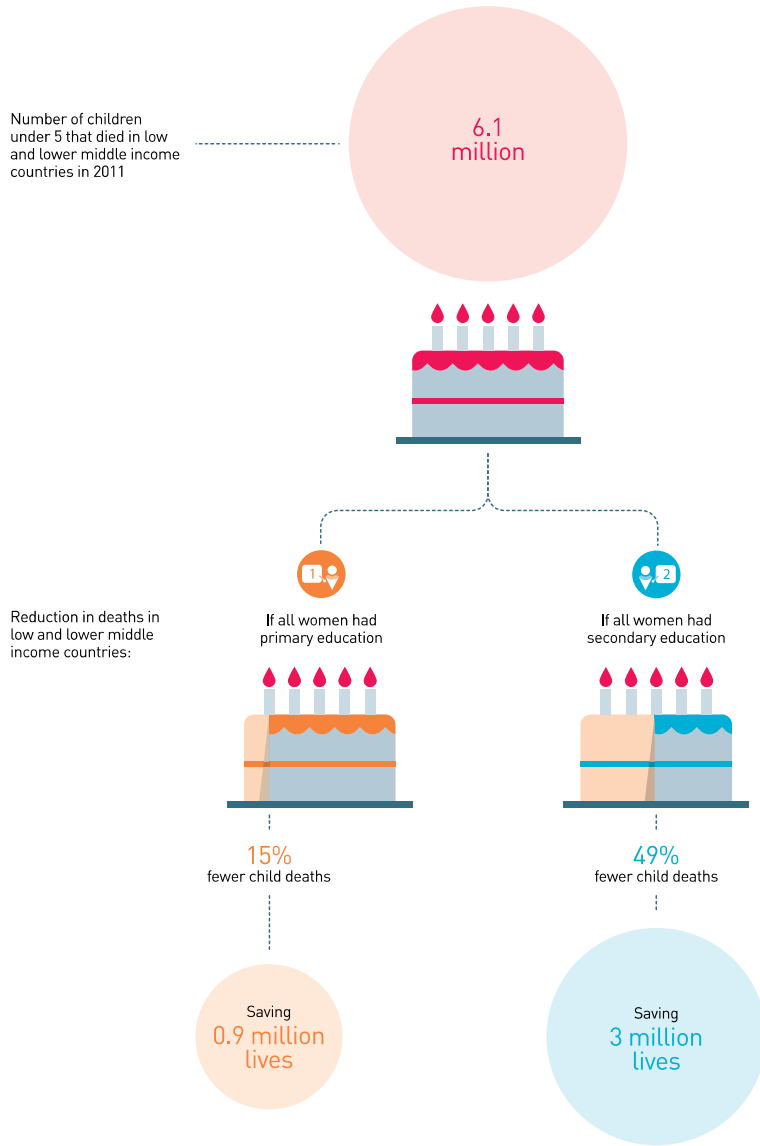 Number of children
under 5 that died in low
and lower middle income
countries in 2011
6.1
million
Reduction in deaths in
low and lower middle
income countries:
1
If all women had
primary education
2
If all women had
secondary education
15%
fewer child deaths
49%
fewer child deaths
Saving
0.9 million
lives
Saving
3 million
lives